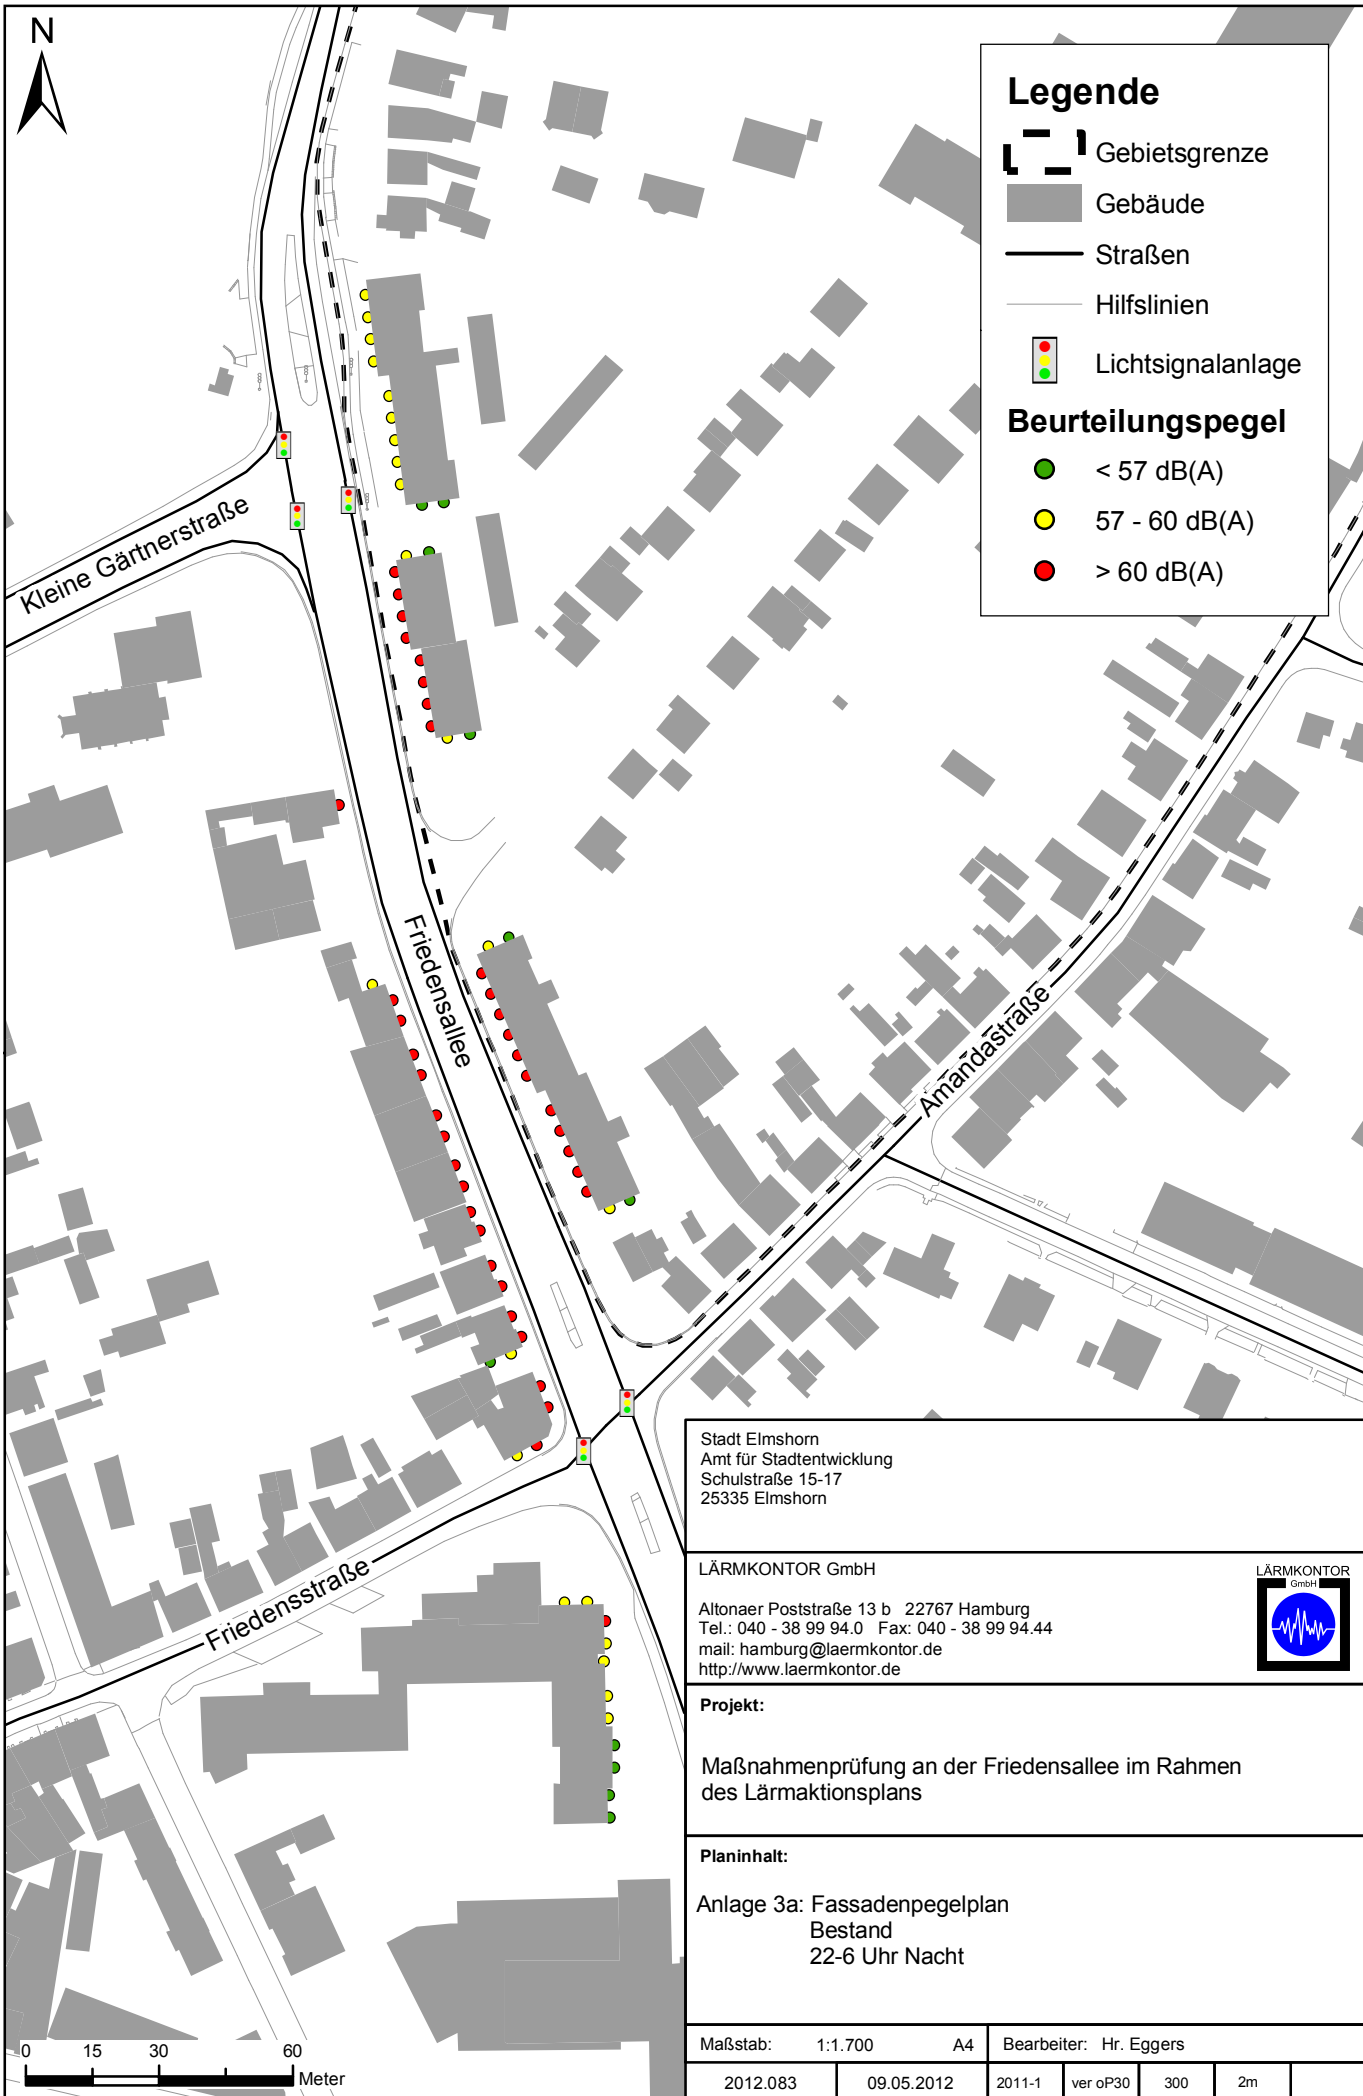 N
Legende
Gebietsgrenze
Gebäude
Straßen
Hilfslinien
Lichtsignalanlage
Beurteilungspegel
< 57 dB(A)
57 - 60 dB(A)
> 60 dB(A)
Kleine Gärtnerstraße
Friedensallee
Amandastraße
Friedensstraße
Stadt Elmshorn
Amt für Stadtentwicklung
Schulstraße 15-17
25335 Elmshorn
LÄRMKONTOR GmbH
Altonaer Poststraße 13 b 22767 Hamburg
Tel.: 040 - 38 99 94.0 Fax: 040 - 38 99 94.44
mail: hamburg@laermkontor.de
http://www.laermkontor.de
LÄRMKONTOR
GmbH
Projekt:
Maßnahmenprüfung an der Friedensallee im Rahmen
des Lärmaktionsplans
Planinhalt:
Anlage 3a: Fassadenpegelplan
Bestand
22-6 Uhr Nacht
Maßstab: 1:1.700 A4 Bearbeiter: Hr. Eggers
2012.083 09.05.2012 2011-1 ver oP30 300 2m
0 15 30 60
Meter